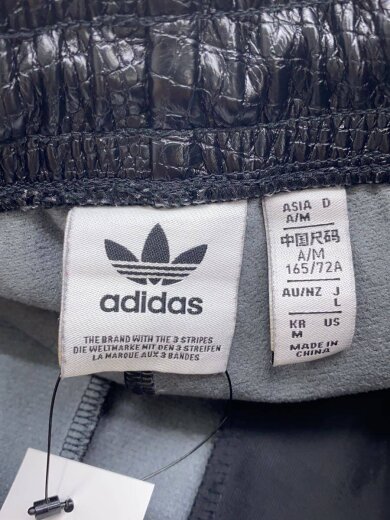 adidas
THE BRAND WITH THE 3 STRIPES
DIE WELTMARKE MIT DEN 3 STREIFEN
LA MARQUE AUX 3 BANDES
ASIA D
A/M
中国尺码
A/M
165/72A
AU/NZ J
L
KR US
M
MADE IN
CHINA